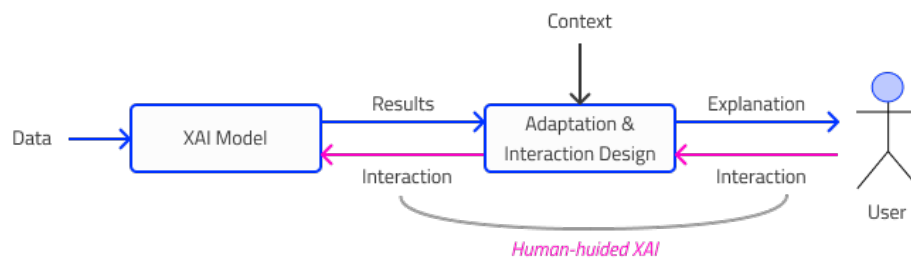 Context
Results
Explanation
Data
XAI Model
Adaptation &
Interaction Design
Interaction
Interaction
User
Human-huided XAI